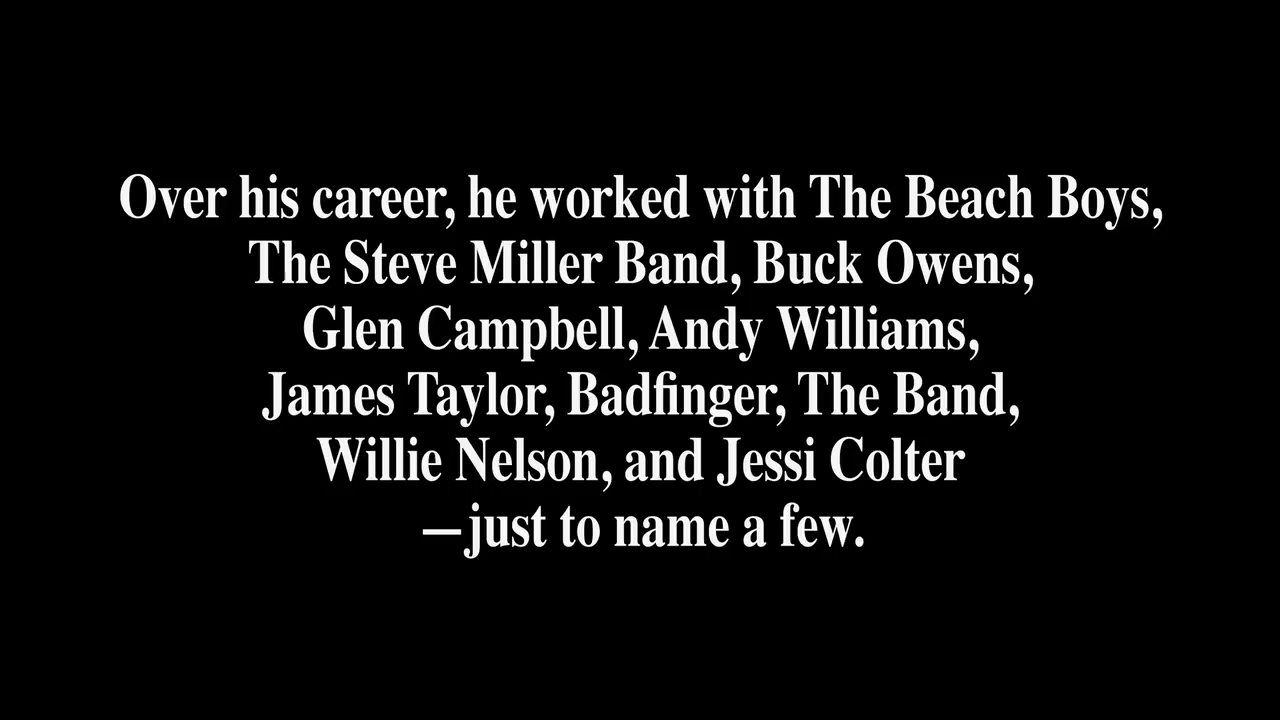 Over his career, he worked with The Beach Boys,
The Steve Miller Band, Buck Owens,
Glen Campbell, Andy Williams,
James Taylor, Badfinger, The Band,
Willie Nelson, and Jessi Colter
—just to name a few.